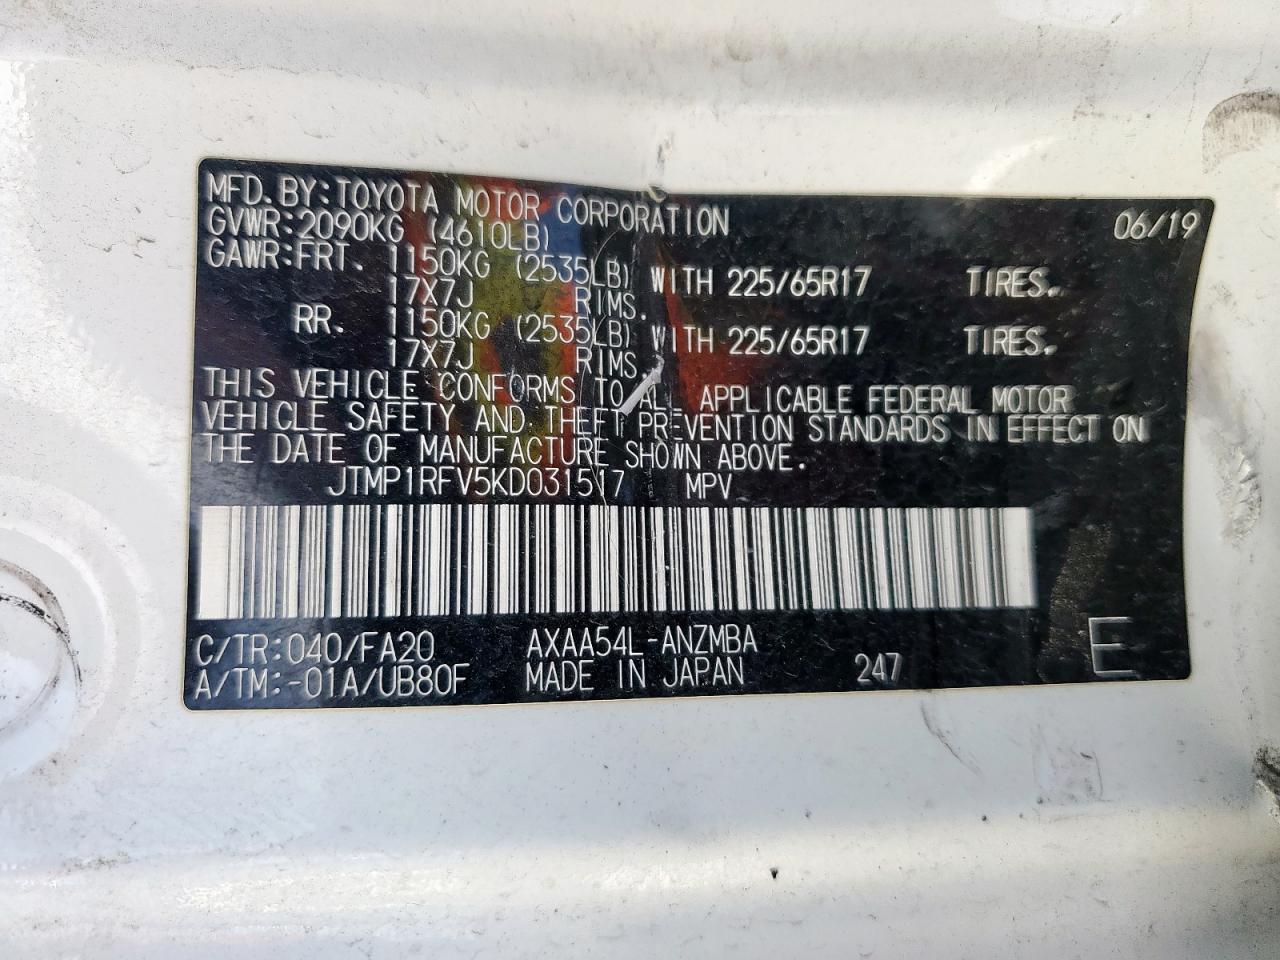 MFD. BY: TOYOTA MOTOR CORPORATION 06/19
GVWR: 2090KG (4610LB)
GAWR: FRT. 1150KG (2535LB) WITH 225/65R17 TIRES.
17X7J RIMS.
RR. 1150KG (2535LB) WITH 225/65R17 TIRES.
17X7J RIMS.
THIS VEHICLE CONFORMS TO ALL APPLICABLE FEDERAL MOTOR
VEHICLE SAFETY AND THEFT PREVENTION STANDARDS IN EFFECT ON
THE DATE OF MANUFACTURE SHOWN ABOVE.
JTMP1RFV5KD031517 MPV
C/TR: 040/FA20 AXAA54L-ANZMBA
A/TM: -01A/UB80F MADE IN JAPAN 247 E